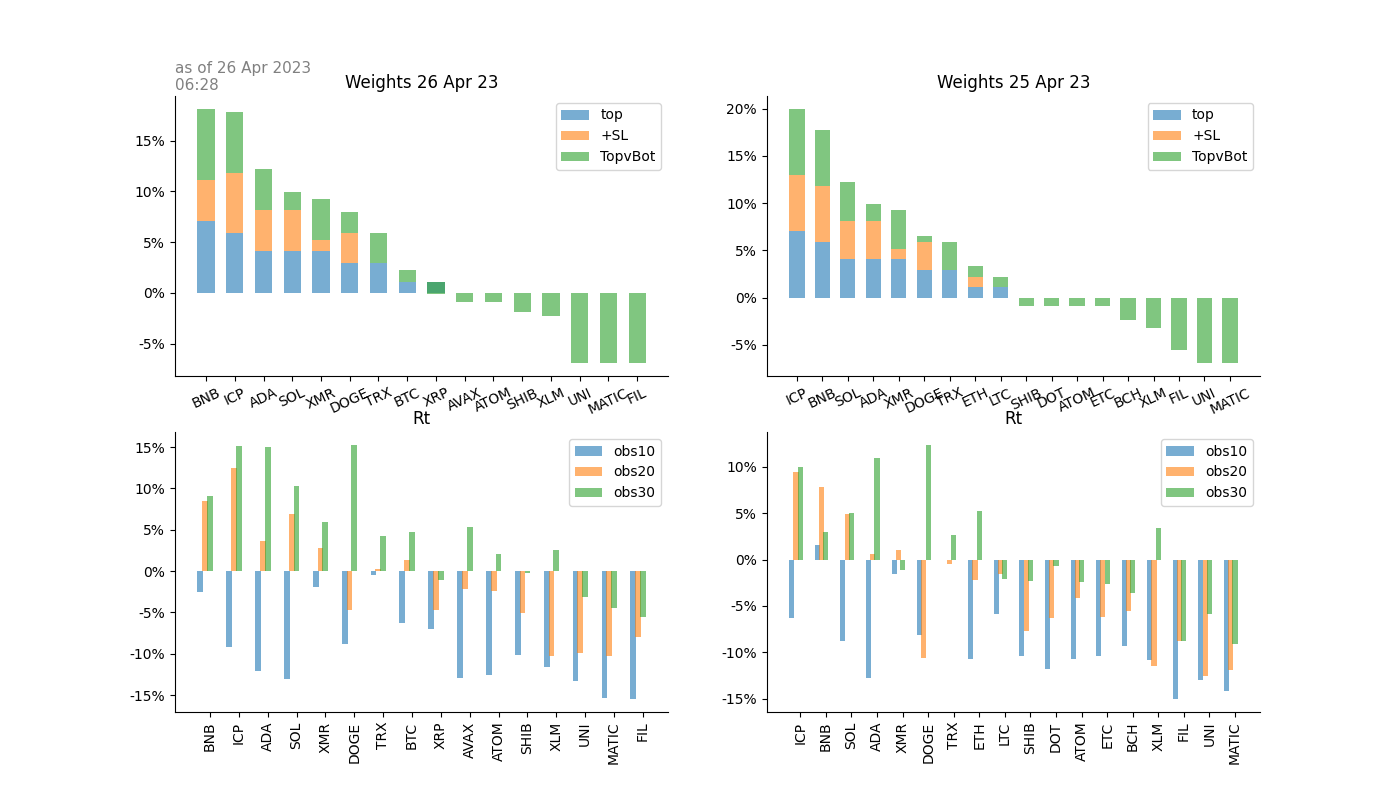 as of 26 Apr 2023
06:28
Weights 26 Apr 23
top
+SL
TopvBot
15%
10%
5%
0%
-5%
BNB ICP ADA SOL XMR DOGE TRX BTC XRP AVAX ATOM SHIB XLM UNI MATIC FIL
Weights 25 Apr 23
top
+SL
TopvBot
20%
15%
10%
5%
0%
-5%
ICP BNB SOL ADA XMR DOGE TRX ETH LTC SHIB DOT ATOM ETC BCH XLM FIL UNI MATIC
Rt
obs10
obs20
obs30
15%
10%
5%
0%
-5%
-10%
-15%
BNB ICP ADA SOL XMR DOGE TRX BTC XRP AVAX ATOM SHIB XLM UNI MATIC FIL
Rt
obs10
obs20
obs30
10%
5%
0%
-5%
-10%
-15%
ICP BNB SOL ADA XMR DOGE TRX ETH LTC SHIB DOT ATOM ETC BCH XLM FIL UNI MATIC